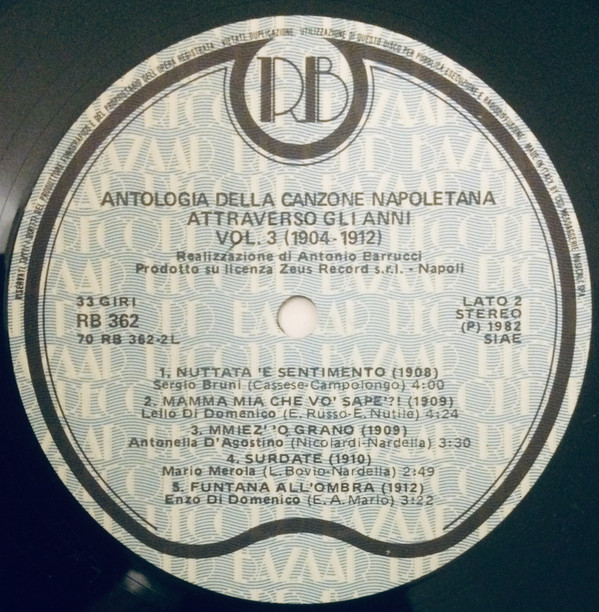 RB
ANTOLOGIA DELLA CANZONE NAPOLETANA
ATTRAVERSO GLI ANNI
VOL. 3 (1904-1912)
Realizzazione di Antonio Barrucci
Prodotto su licenza Zeus Record s.r.l. - Napoli
33 GIRI
RB 362
70 RB 362-2L
LATO 2
STEREO
(P) 1982
SIAE
1. NUTTATA 'E SENTIMENTO (1908)
Sergio Bruni (Cassese-Campolongo) 4:00
2. MAMMA MIA CHE VO' SAPE'?! (1909)
Lello Di Domenico (E. Russo-E. Nutile) 4:24
3. MMIEZ' 'O GRANO (1909)
Antonella D'Agostino (Nicolardi-Nardella) 3:30
4. SURDATE (1910)
Mario Merola (L. Bovio-Nardella) 2:49
5. FUNTANA ALL'OMBRA (1912)
Enzo Di Domenico (E. A. Mario) 3:22